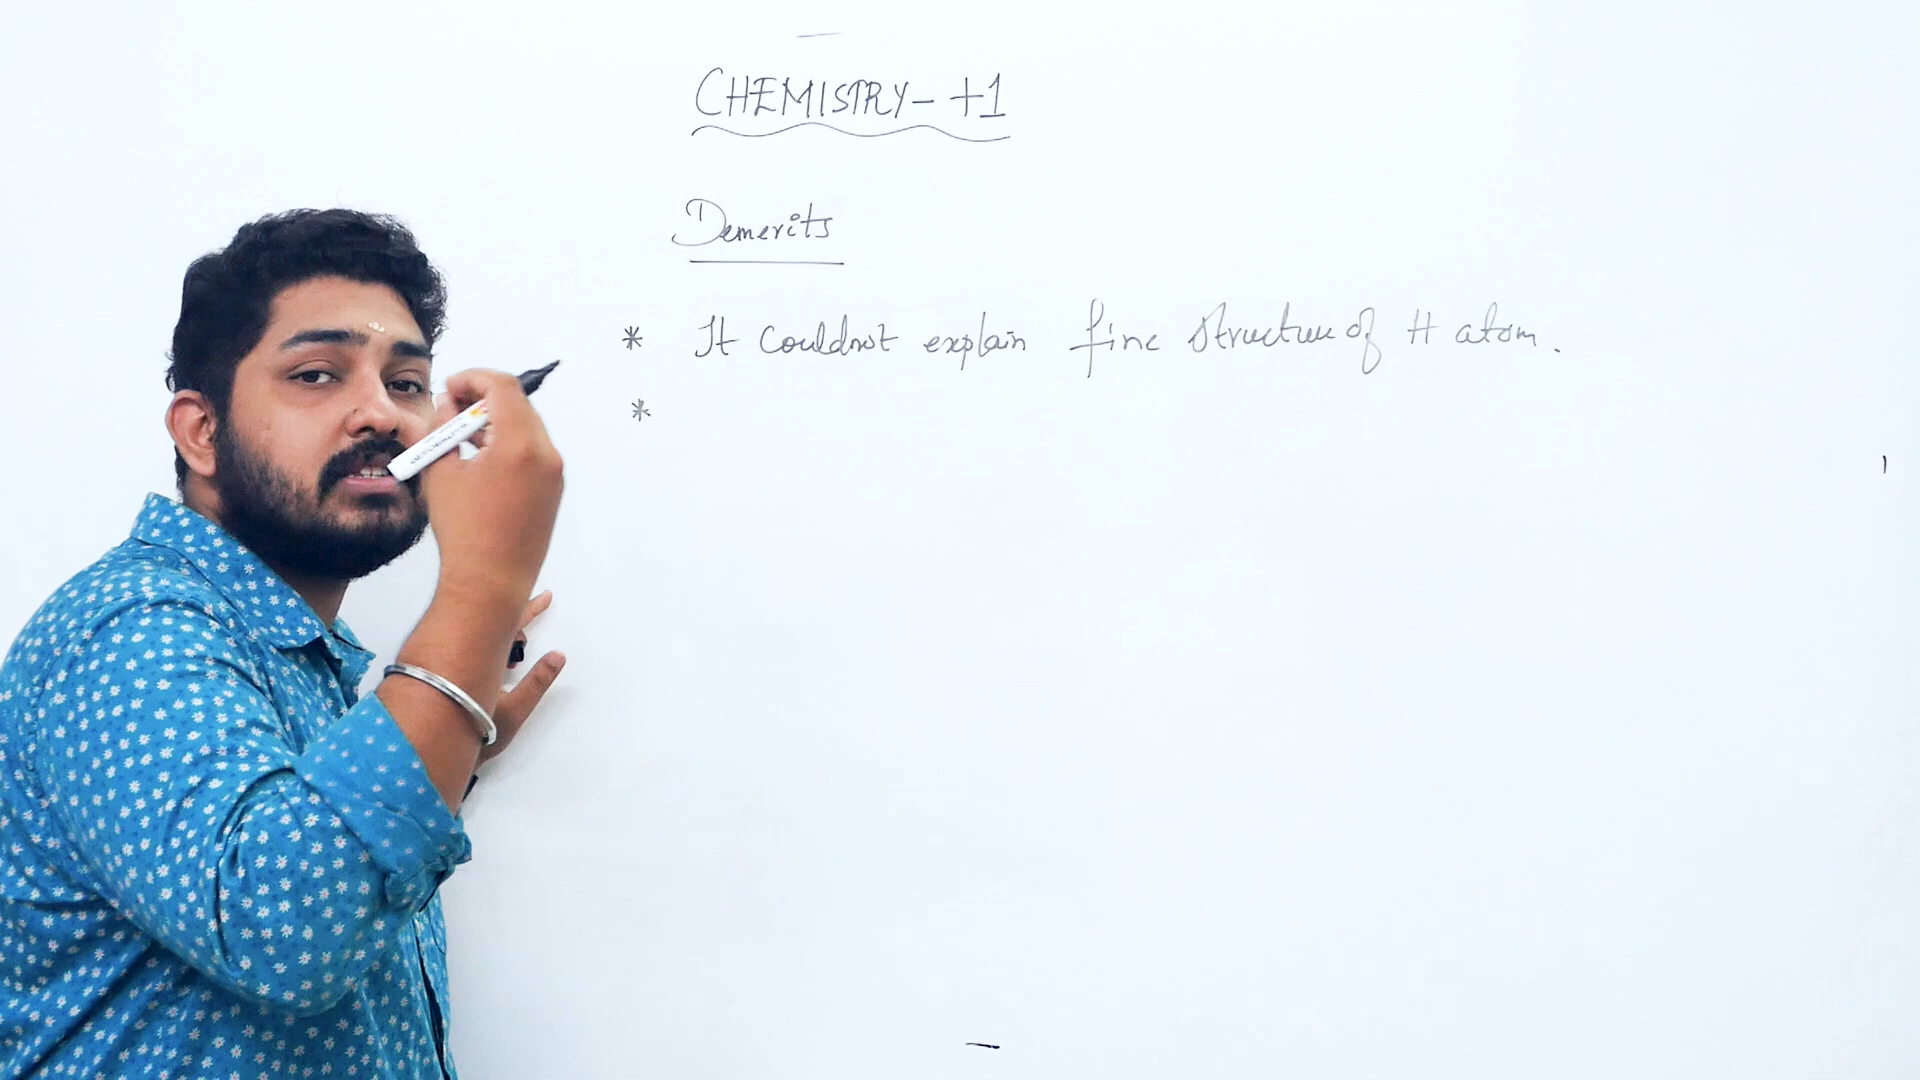 CHEMISTRY- +1
Demerits
* It couldnot explain fine structure of H atom.
*